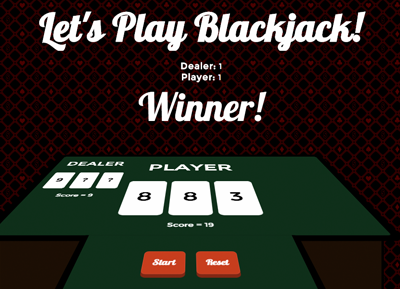 Let's Play Blackjack!
Dealer: 1
Player: 1
Winner!
DEALER
9 ? ?
Score = 9
PLAYER
8 8 3
Score = 19
Start Reset